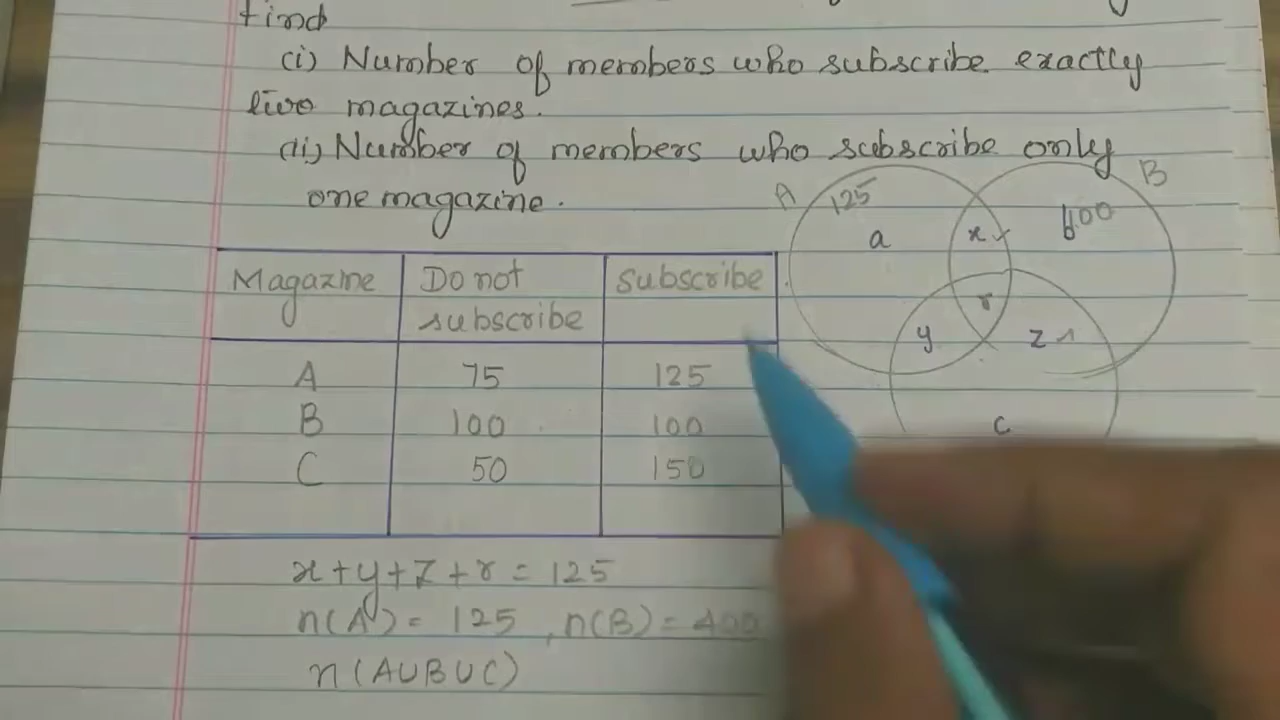 find
(i) Number of members who subscribe exactly
two magazines.
(ii) Number of members who subscribe only
one magazine.
A 125 B
a x 100
r
y z
c
Magazine Do not subscribe Subscribe
A 75 125
B 100 100
C 50 150
x+y+z+r = 125
n(A) = 125 , n(B) = 400
n(AUBUC)